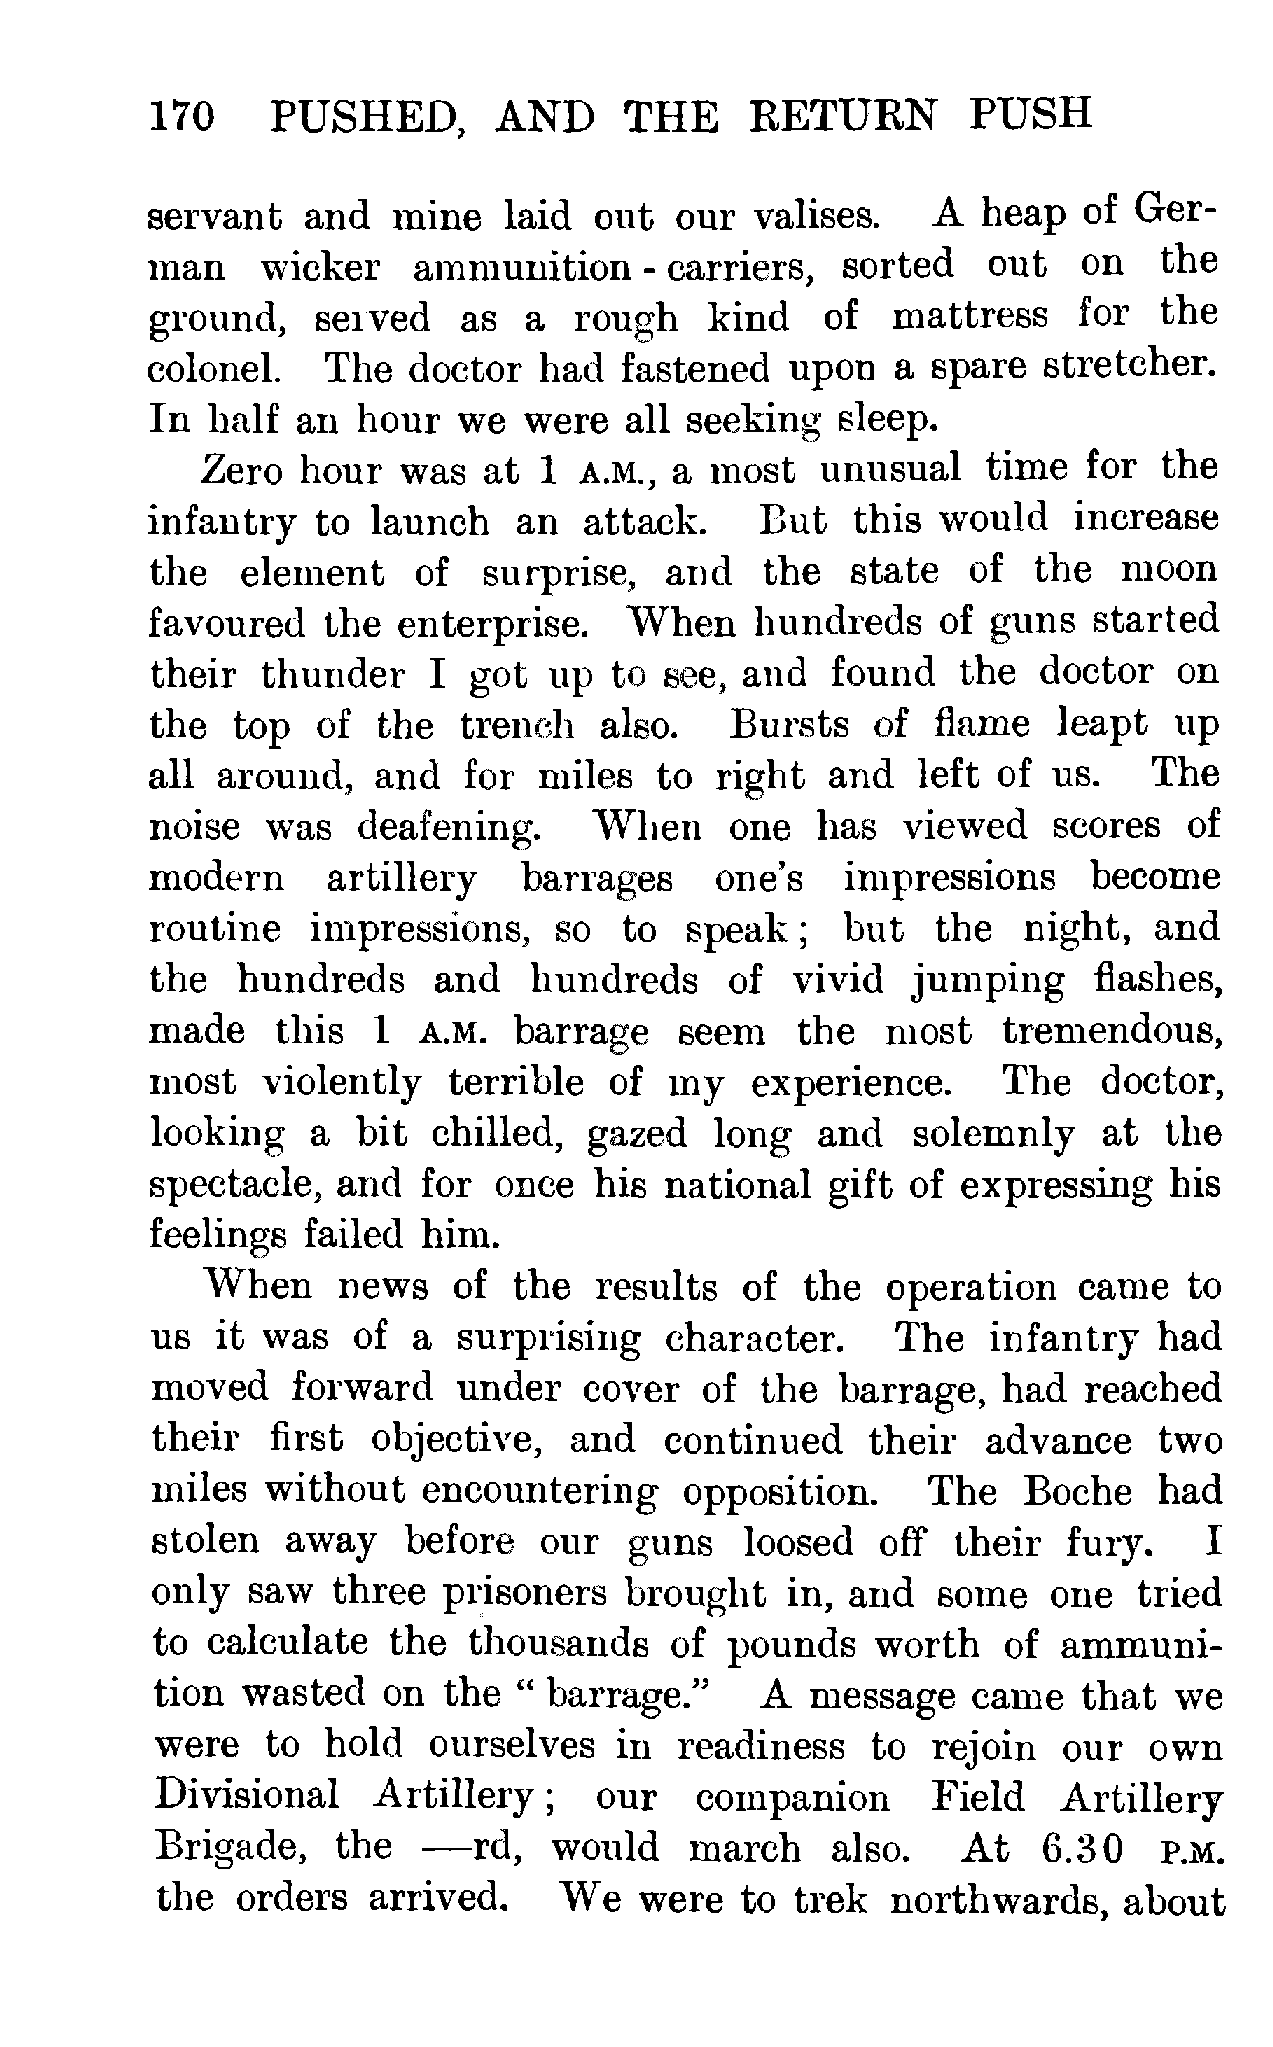 170 PUSHED, AND THE RETURN PUSH
servant and mine laid out our valises. A heap of Ger-
man wicker ammunition-carriers, sorted out on the
ground, served as a rough kind of mattress for the
colonel. The doctor had fastened upon a spare stretcher.
In half an hour we were all seeking sleep.
Zero hour was at 1 A.M., a most unusual time for the
infantry to launch an attack. But this would increase
the element of surprise, and the state of the moon
favoured the enterprise. When hundreds of guns started
their thunder I got up to see, and found the doctor on
the top of the trench also. Bursts of flame leapt up
all around, and for miles to right and left of us. The
noise was deafening. When one has viewed scores of
modern artillery barrages one's impressions become
routine impressions, so to speak; but the night, and
the hundreds and hundreds of vivid jumping flashes,
made this 1 A.M. barrage seem the most tremendous,
most violently terrible of my experience. The doctor,
looking a bit chilled, gazed long and solemnly at the
spectacle, and for once his national gift of expressing his
feelings failed him.
When news of the results of the operation came to
us it was of a surprising character. The infantry had
moved forward under cover of the barrage, had reached
their first objective, and continued their advance two
miles without encountering opposition. The Boche had
stolen away before our guns loosed off their fury. I
only saw three prisoners brought in, and some one tried
to calculate the thousands of pounds worth of ammuni-
tion wasted on the "barrage." A message came that we
were to hold ourselves in readiness to rejoin our own
Divisional Artillery; our companion Field Artillery
Brigade, the —rd, would march also. At 6.30 P.M.
the orders arrived. We were to trek northwards, about